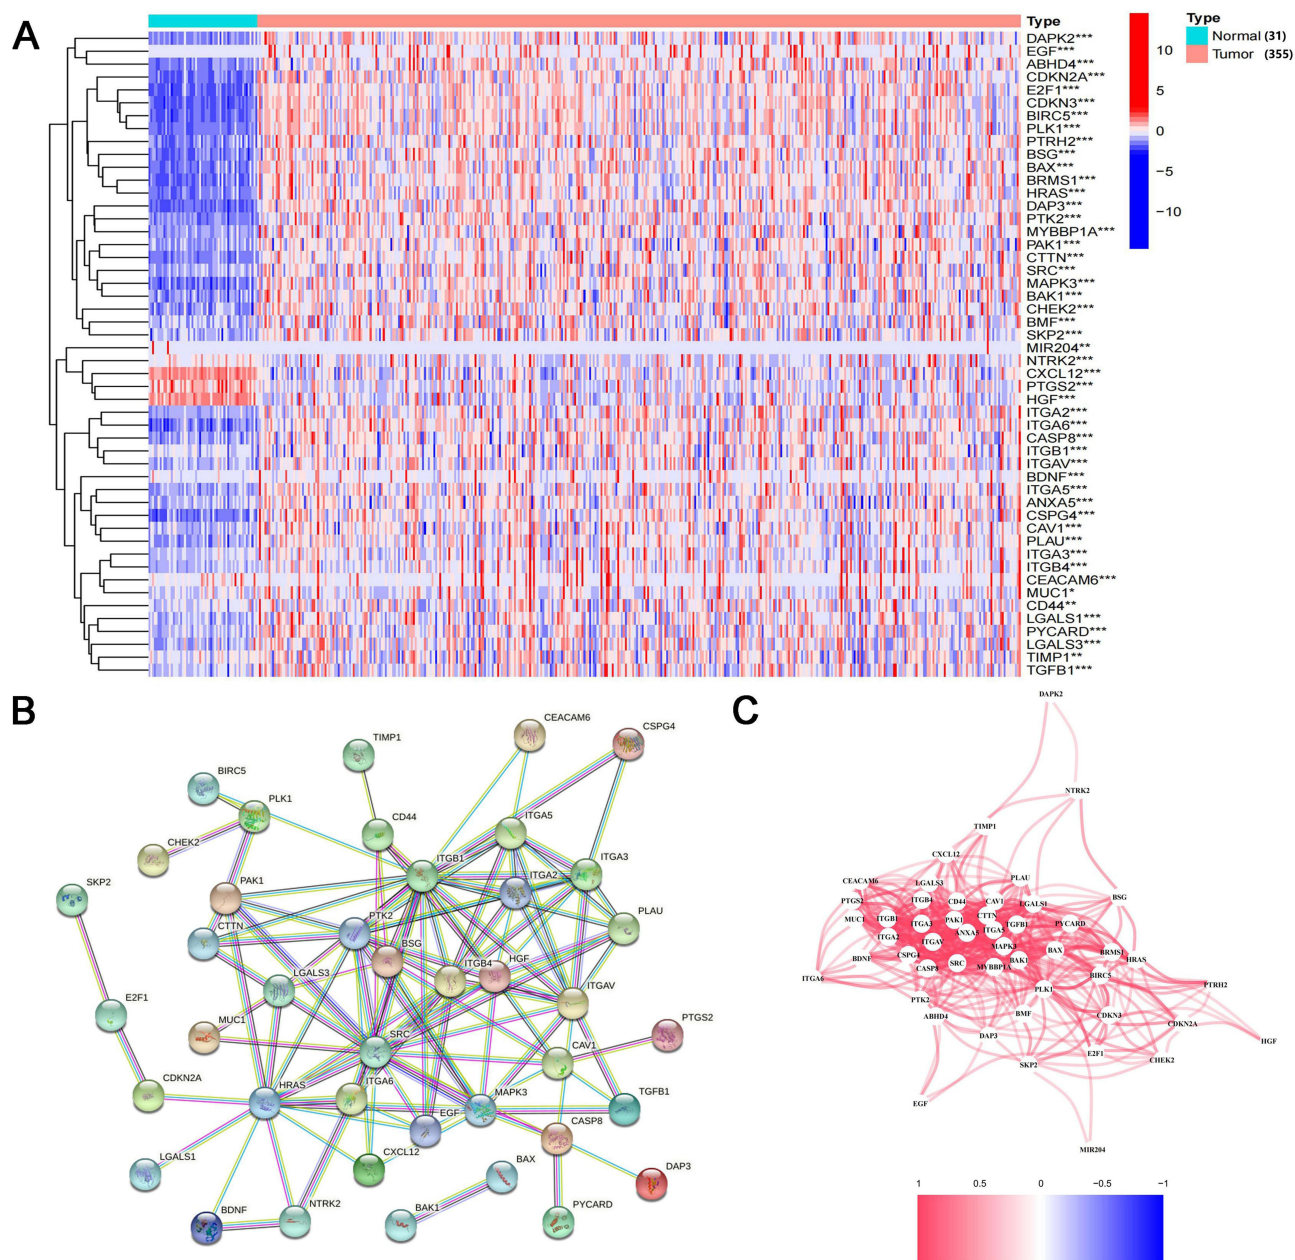 A
Type
DAPK2***
EGF***
ABHD4***
CDKN2A***
E2F1***
CDKN3***
BIRC5***
PLK1***
PTRH2***
BSG***
BAX***
BRMS1***
HRAS***
DAP3***
PTK2***
MYBBP1A***
PAK1***
CTTN***
SRC***
MAPK3***
BAK1***
CHEK2***
BMF***
SKP2***
MIR204**
NTRK2***
CXCL12***
PTGS2***
HGF***
ITGA2***
ITGA6***
CASP8***
ITGB1***
ITGAV***
BDNF***
ITGA5***
ANXA5***
CSPG4***
CAV1***
PLAU***
ITGA3***
ITGB4***
CEACAM6***
MUC1*
CD44**
LGALS1***
PYCARD***
LGALS3***
TIMP1**
TGFB1***
10
5
0
−5
−10
Type
Normal (31)
Tumor (355)
B
CEACAM6
CSPG4
TIMP1
BIRC5
PLK1
CD44
ITGA5
CHEK2
ITGB1
ITGA3
ITGA2
SKP2
PAK1
PTK2
PLAU
CTTN
BSG
HGF
ITGB4
LGALS3
ITGAV
E2F1
MUC1
SRC
PTGS2
CAV1
CDKN2A
HRAS
ITGA6
MAPK3
TGFB1
EGF
CASP8
LGALS1
CXCL12
BAX
DAP3
BDNF
NTRK2
BAK1
PYCARD
C
DAPK2
NTRK2
TIMP1
CXCL12
CEACAM6
LGALS3
PLAU
PTGS2
ITGB4
CD44
CAV1
LGALS1
BSG
MUC1
ITGB1
ITGA3
PAK1
CTTN
TGFB1
PYCARD
ITGA2
ANXA5
ITGA5
ITGAV
MAPK3
BAX
BRMS1
BDNF
CSPG4
SRC
BAK1
HRAS
CASP8
MYBBP1A
ITGA6
BIRC5
PTRH2
PLK1
PTK2
ABHD4
BMF
CDKN3
CDKN2A
DAP3
HGF
E2F1
CHEK2
SKP2
EGF
MIR204
1
0.5
0
−0.5
−1